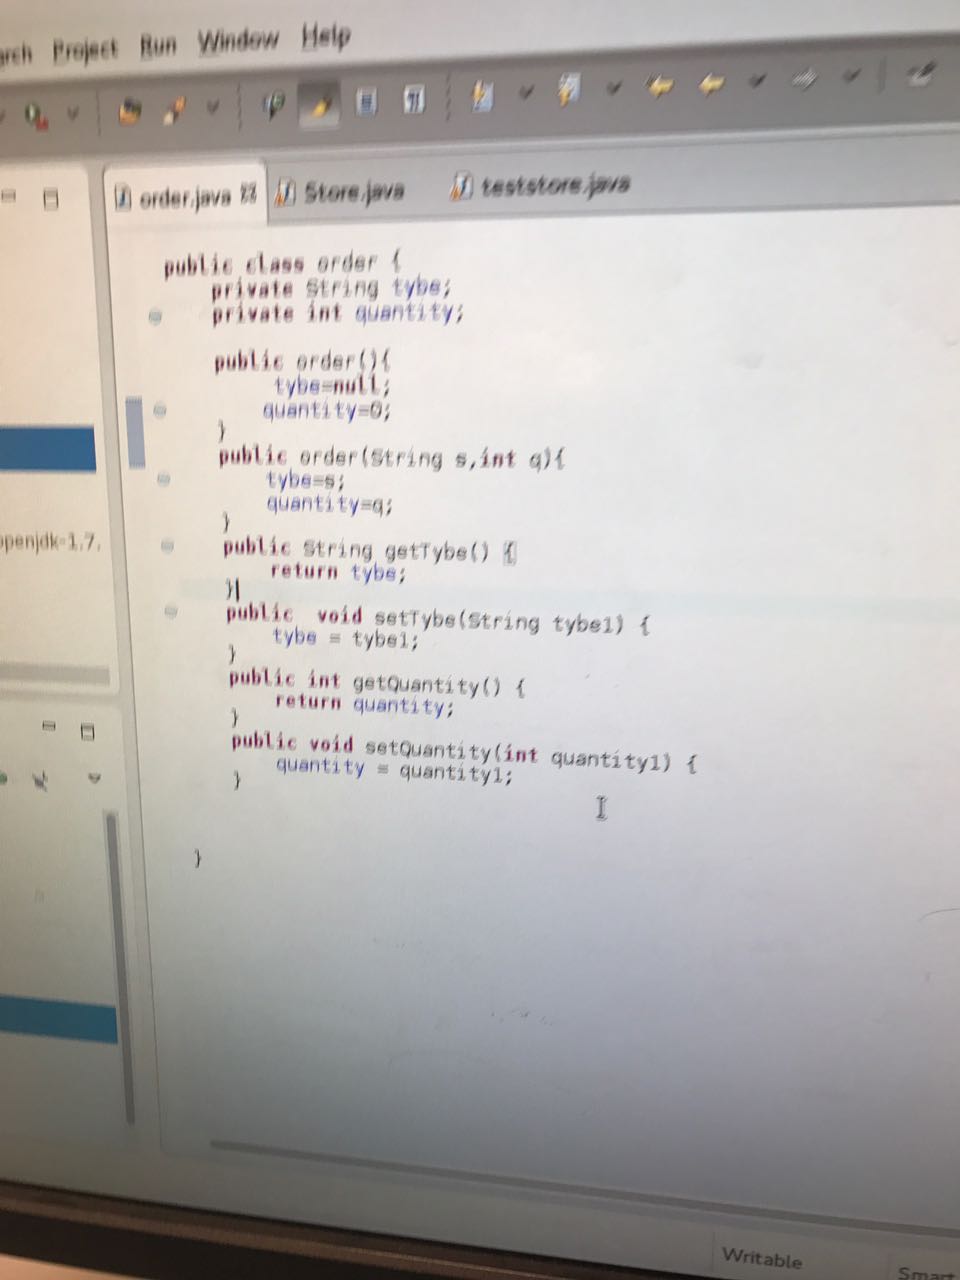 arch Project Run Window Help
order.java Store.java teststore.java
public class order {
private String tybe;
private int quantity;
public order(){
tybe=null;
quantity=0;
}
public order(String s,int q){
tybe=s;
quantity=q;
}
public String getTybe() {
return tybe;
}
public void setTybe(String tybe1) {
tybe = tybe1;
}
public int getQuantity() {
return quantity;
}
public void setQuantity(int quantity1) {
quantity = quantity1;
}
}
openjdk-1.7.
Writable
Smart